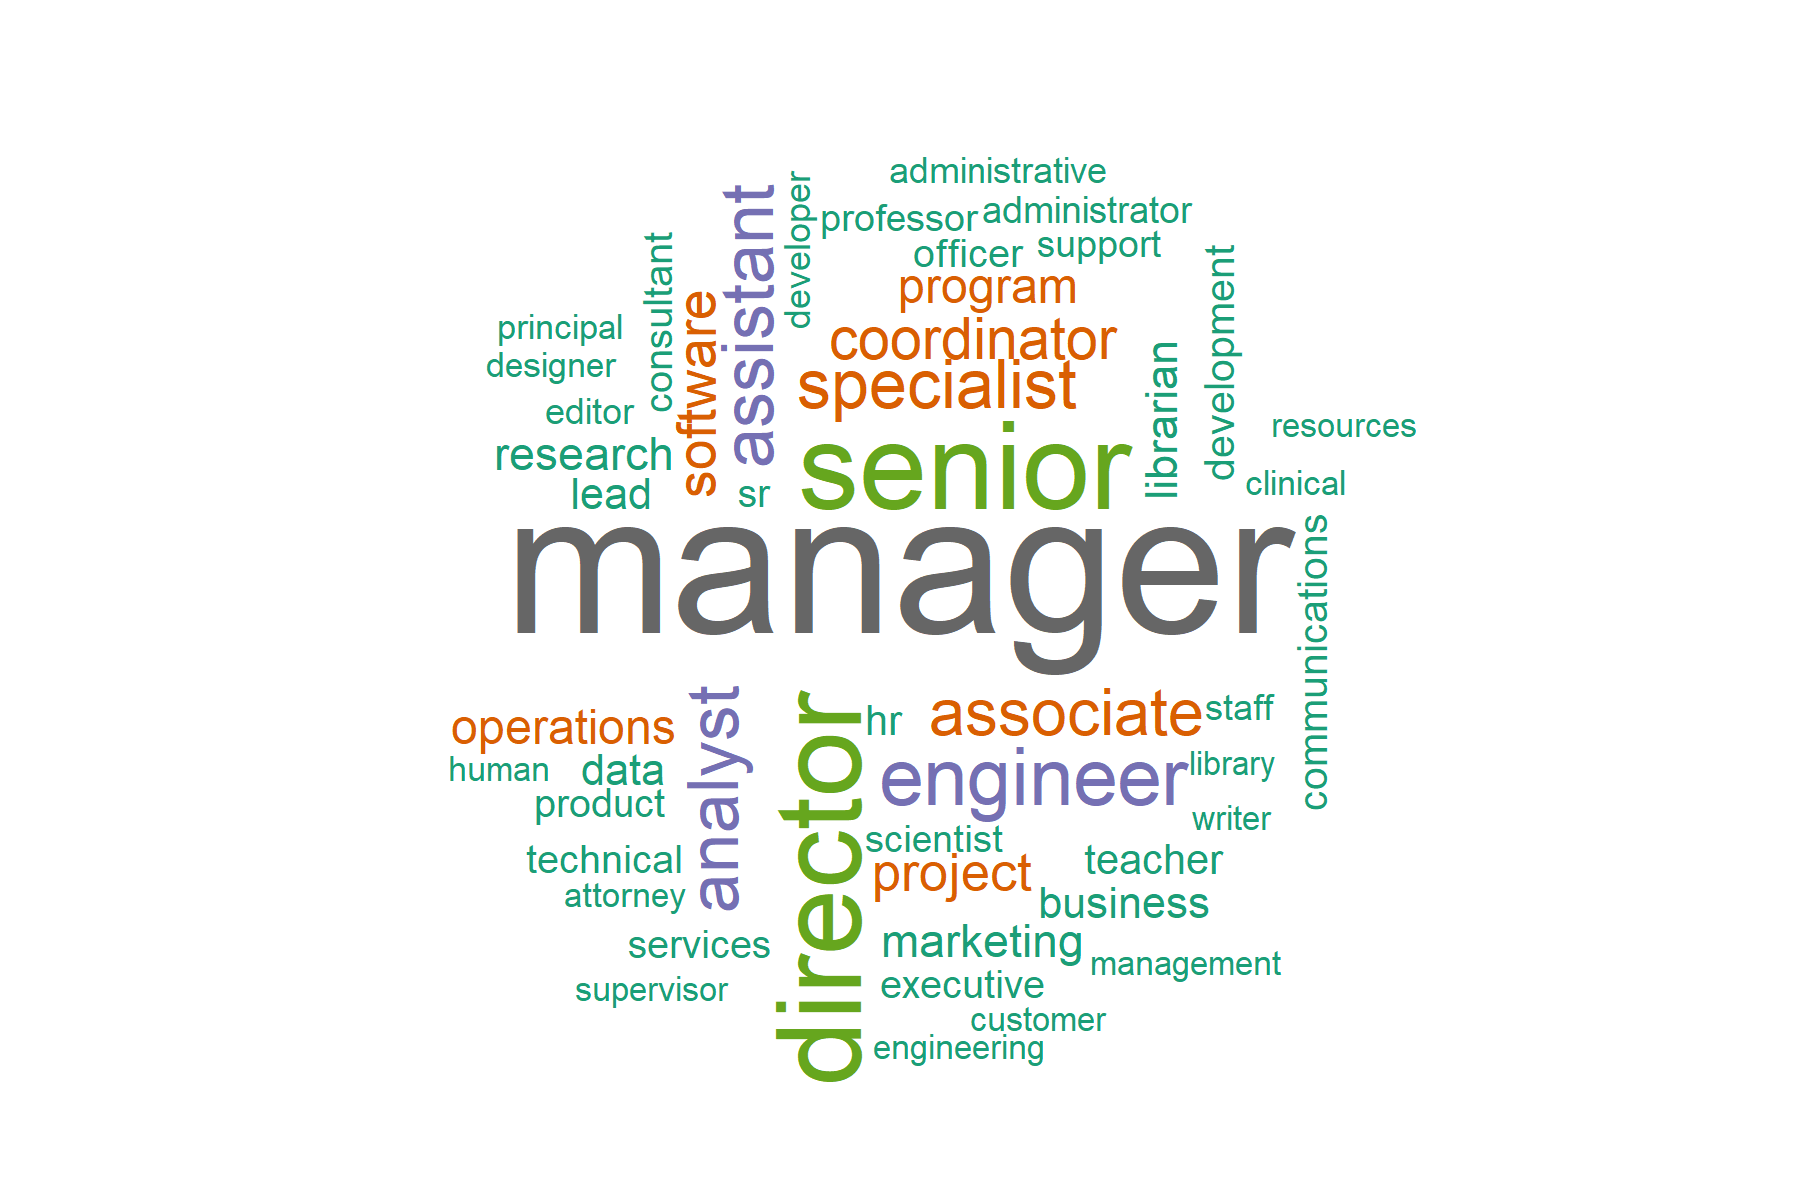 administrative
professor
administrator
officer
support
program
coordinator
specialist
developer
assistant
software
consultant
principal
designer
editor
research
lead
sr
senior
librarian
development
resources
clinical
manager
communications
operations
human
data
product
analyst
director
hr
associate
staff
engineer
library
writer
scientist
project
teacher
business
technical
attorney
services
supervisor
marketing
management
executive
customer
engineering